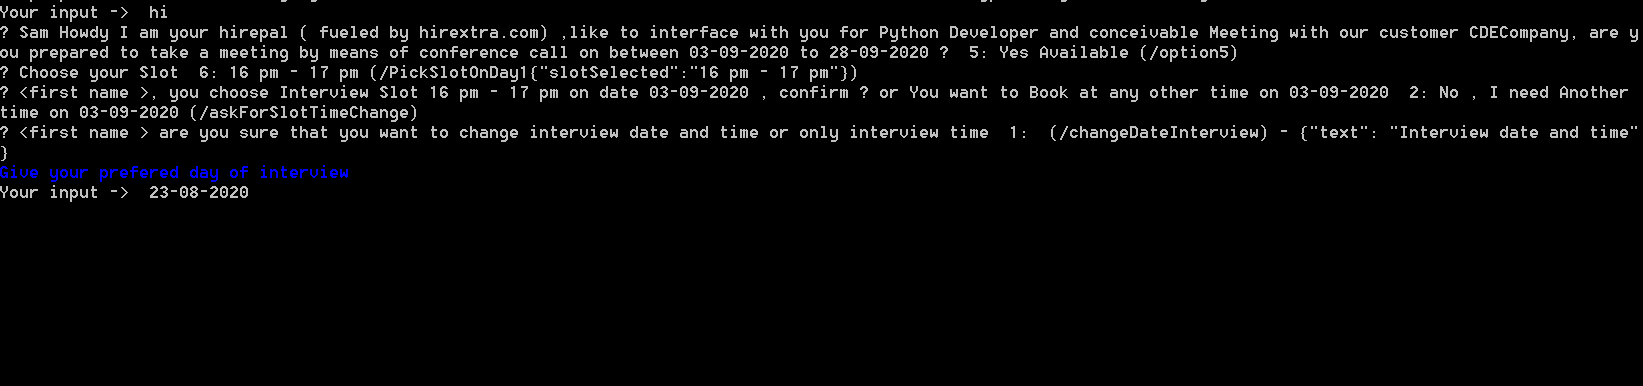 Your input ->  hi
? Sam Howdy I am your hirepal ( fueled by hirextra.com) ,like to interface with you for Python Developer and conceivable Meeting with our customer CDECompany, are y
ou prepared to take a meeting by means of conference call on between 03-09-2020 to 28-09-2020 ?  5: Yes Available (/option5)
? Choose your Slot  6: 16 pm - 17 pm (/PickSlotOnDay1{"slotSelected":"16 pm - 17 pm"})
? <first name >, you choose Interview Slot 16 pm - 17 pm on date 03-09-2020 , confirm ? or You want to Book at any other time on 03-09-2020  2: No , I need Another
time on 03-09-2020 (/askForSlotTimeChange)
? <first name > are you sure that you want to change interview date and time or only interview time  1:  (/changeDateInterview) - {"text": "Interview date and time"
}
Give your prefered day of interview
Your input ->  23-08-2020